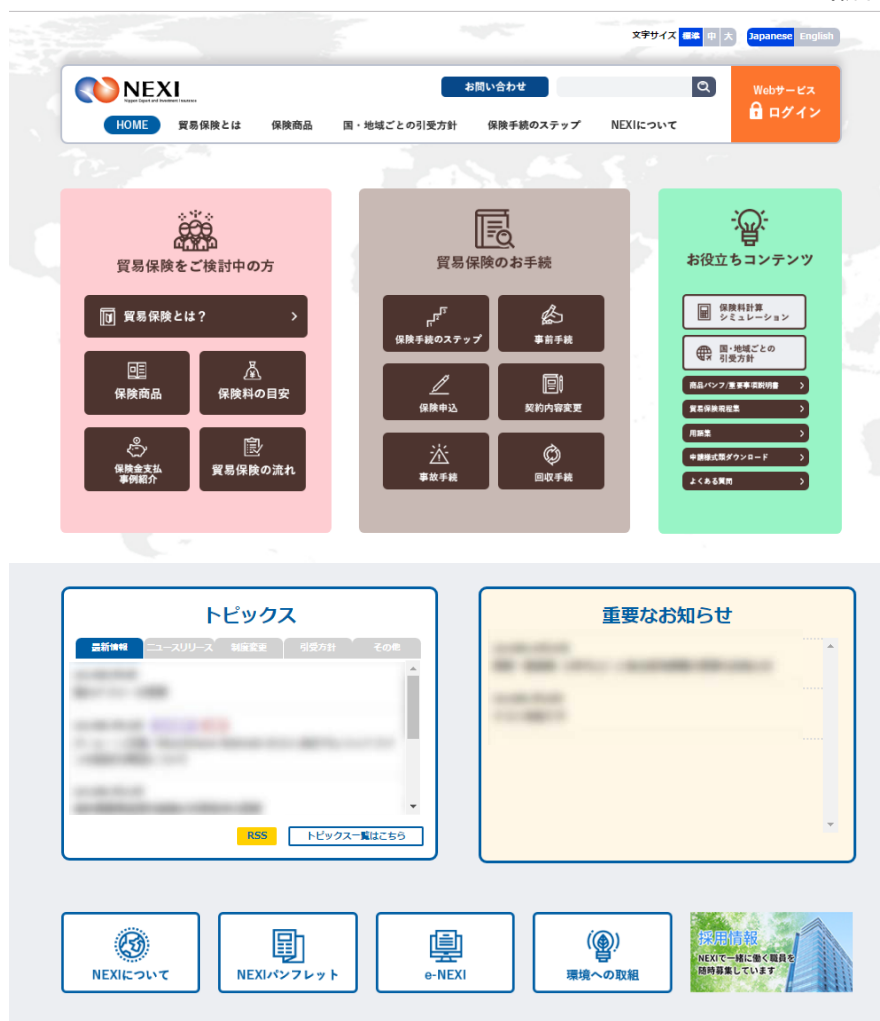 文字サイズ 標準 中 大 Japanese English
NEXI
Nippon Export and Investment Insurance
お問い合わせ
Webサービス
ログイン
HOME 貿易保険とは 保険商品 国・地域ごとの引受方針 保険手続のステップ NEXIについて
貿易保険をご検討中の方
貿易保険とは?
保険商品
保険料の目安
保険金支払
事例紹介
貿易保険の流れ
貿易保険のお手続
保険手続のステップ
事前手続
保険申込
契約内容変更
事故手続
回収手続
お役立ちコンテンツ
保険料計算
シミュレーション
国・地域ごとの
引受方針
商品パンフ/重要事項説明書
貿易保険規程集
用語集
申請様式類ダウンロード
よくある質問
トピックス
最新情報 ニュースリリース 制度変更 引受方針 その他
RSS
トピックス一覧はこちら
重要なお知らせ
NEXIについて
NEXIパンフレット
e-NEXI
環境への取組
採用情報
NEXIで一緒に働く職員を
随時募集しています